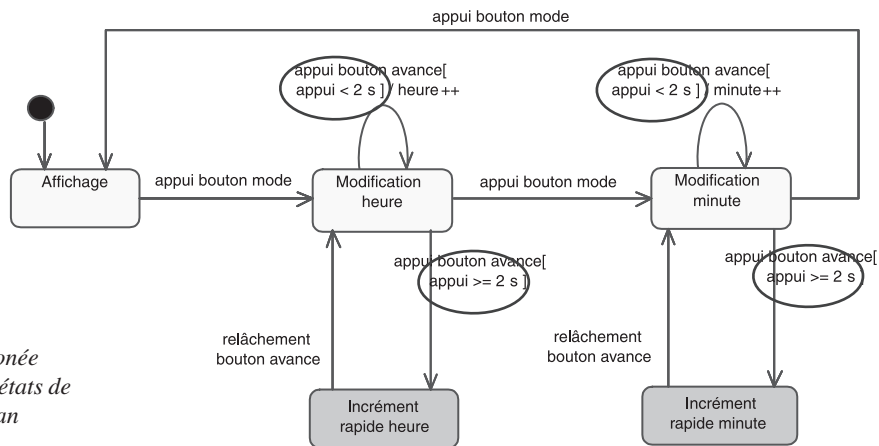 appui bouton mode
appui bouton avance[
appui < 2 s ] / heure ++
appui bouton avance[
appui < 2 s ] / minute ++
Affichage
appui bouton mode
Modification
heure
appui bouton mode
Modification
minute
appui bouton avance[
appui >= 2 s ]
appui bouton avance[
appui >= 2 s ]
relâchement
bouton avance
relâchement
bouton avance
onée
états de
an
Incrément
rapide heure
Incrément
rapide minute